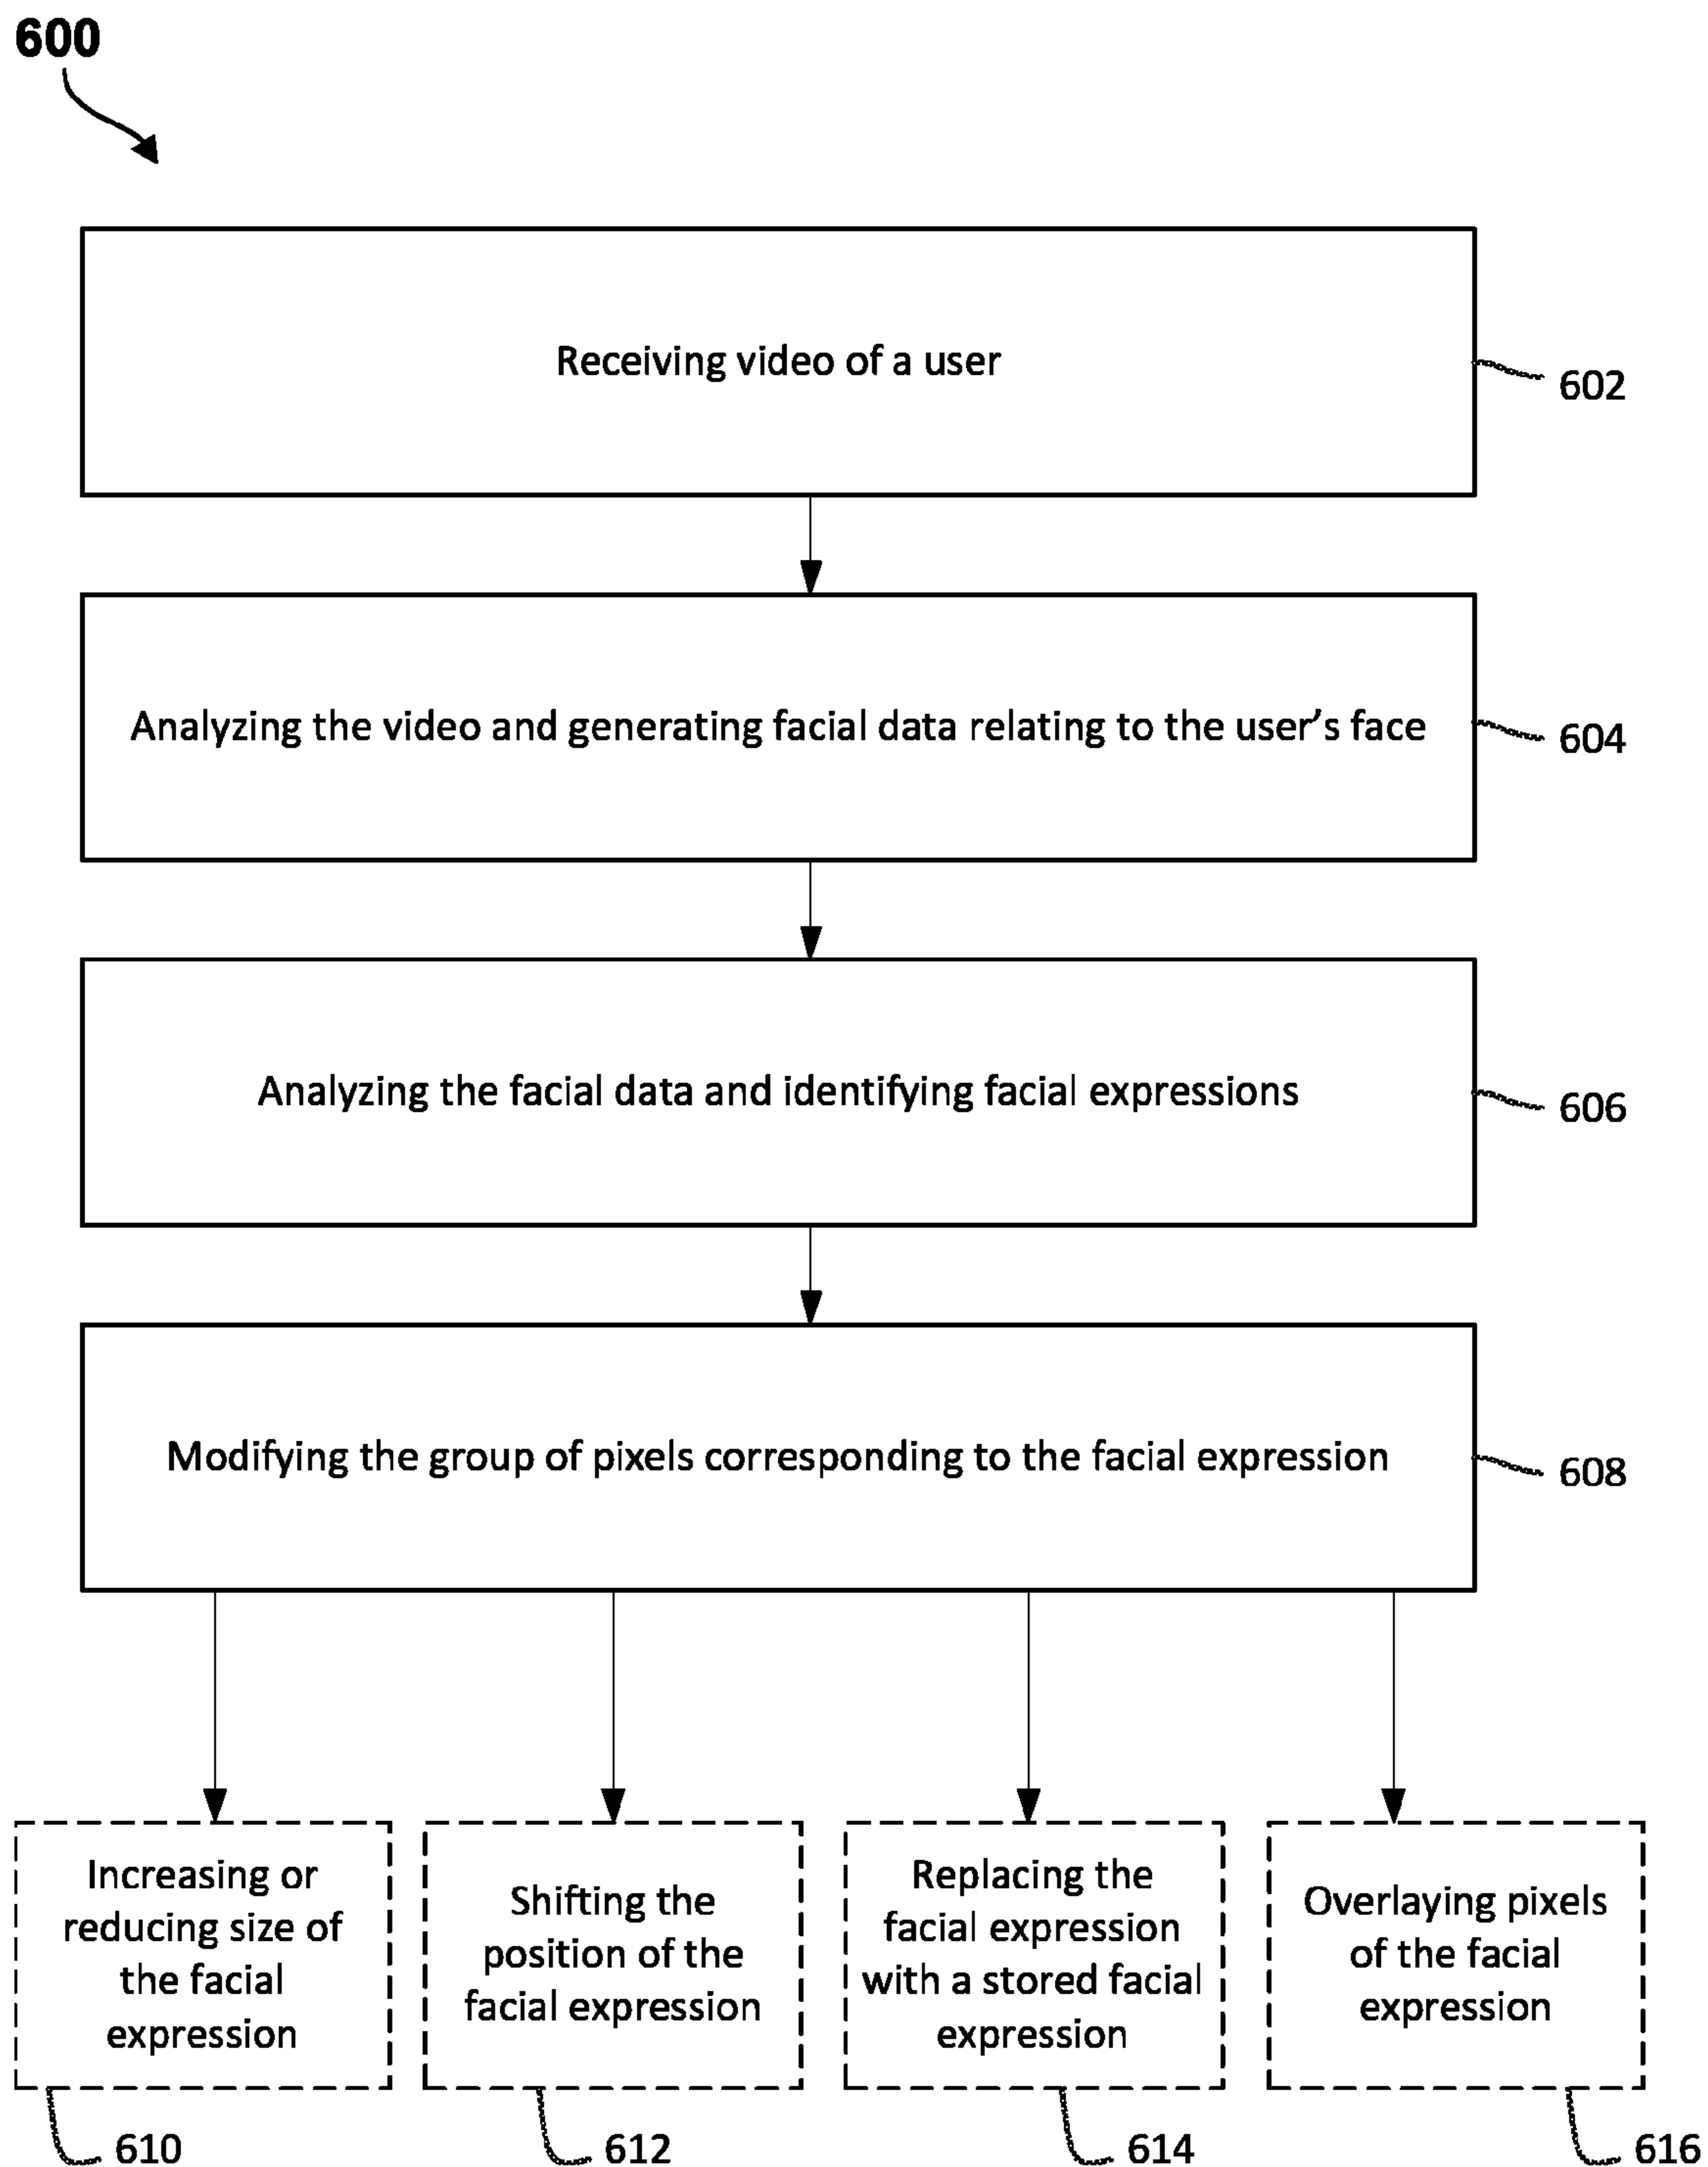 600
Receiving video of a user
602
Analyzing the video and generating facial data relating to the user's face
604
Analyzing the facial data and identifying facial expressions
606
Modifying the group of pixels corresponding to the facial expression
608
Increasing or
reducing size of
the facial
expression
610
Shifting the
position of the
facial expression
612
Replacing the
facial expression
with a stored facial
expression
614
Overlaying pixels
of the facial
expression
616